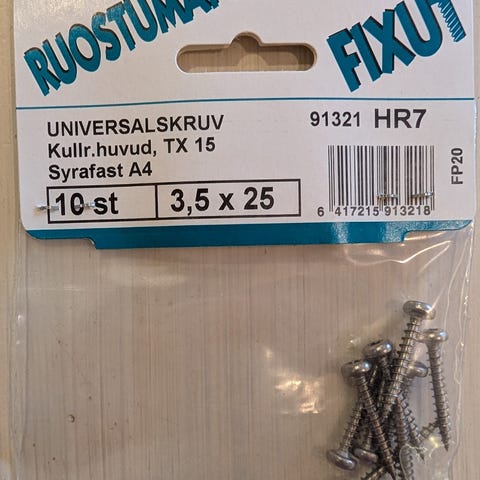 FIXU
UNIVERSALSKRUV
Kullr.huvud, TX 15
Syrafast A4
10 st
3,5 x 25
91321 HR7
6 417215 913218
FP20